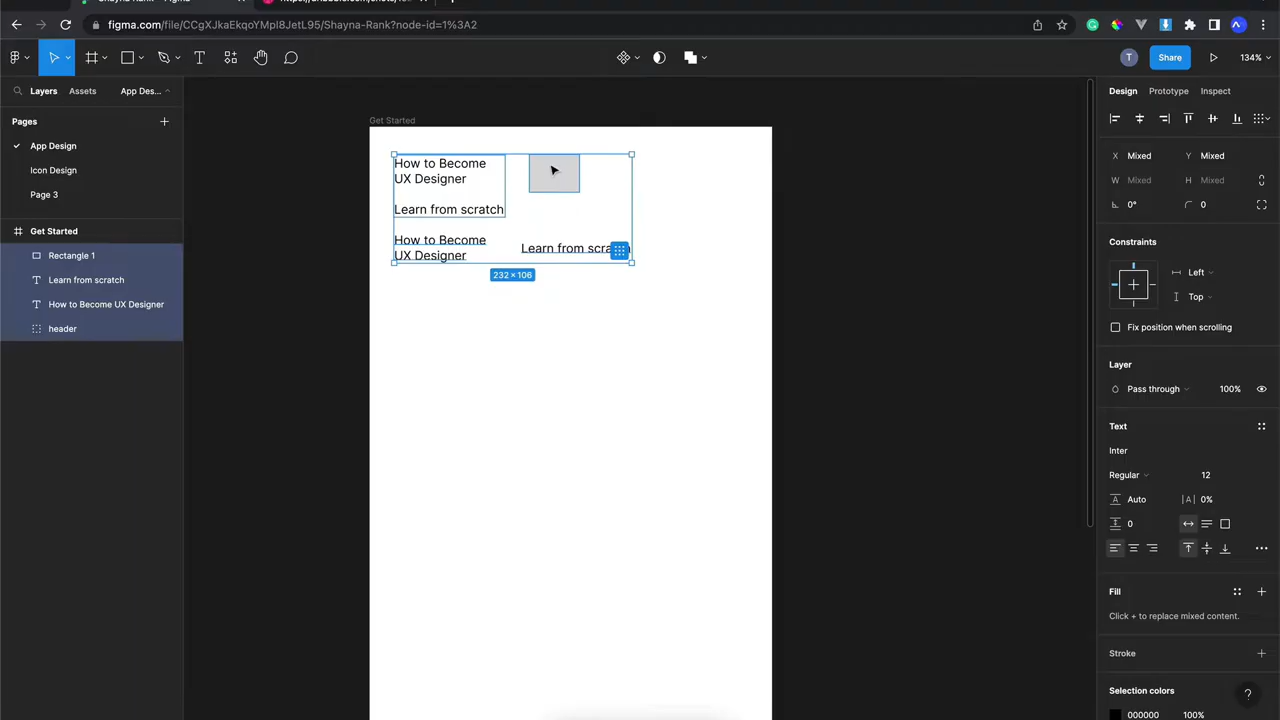 figma.com/file/CCgXJKaEkqoYMpI8JetL95/Shayna-Rank?node-id=1%3A2
T
Share
134%
Layers
Assets
App Des...
Design
Prototype
Inspect
Pages
App Design
Icon Design
Page 3
Get Started
Rectangle 1
Learn from scratch
How to Become UX Designer
header
Get Started
How to Become
UX Designer
Learn from scratch
How to Become
UX Designer
Learn from scra
232 × 106
X Mixed
Y Mixed
W Mixed
H Mixed
0°
0
Constraints
Left
Top
Fix position when scrolling
Layer
Pass through
100%
Text
Inter
Regular
12
Auto
0%
0
Fill
Click + to replace mixed content.
Stroke
Selection colors
000000
100%
?